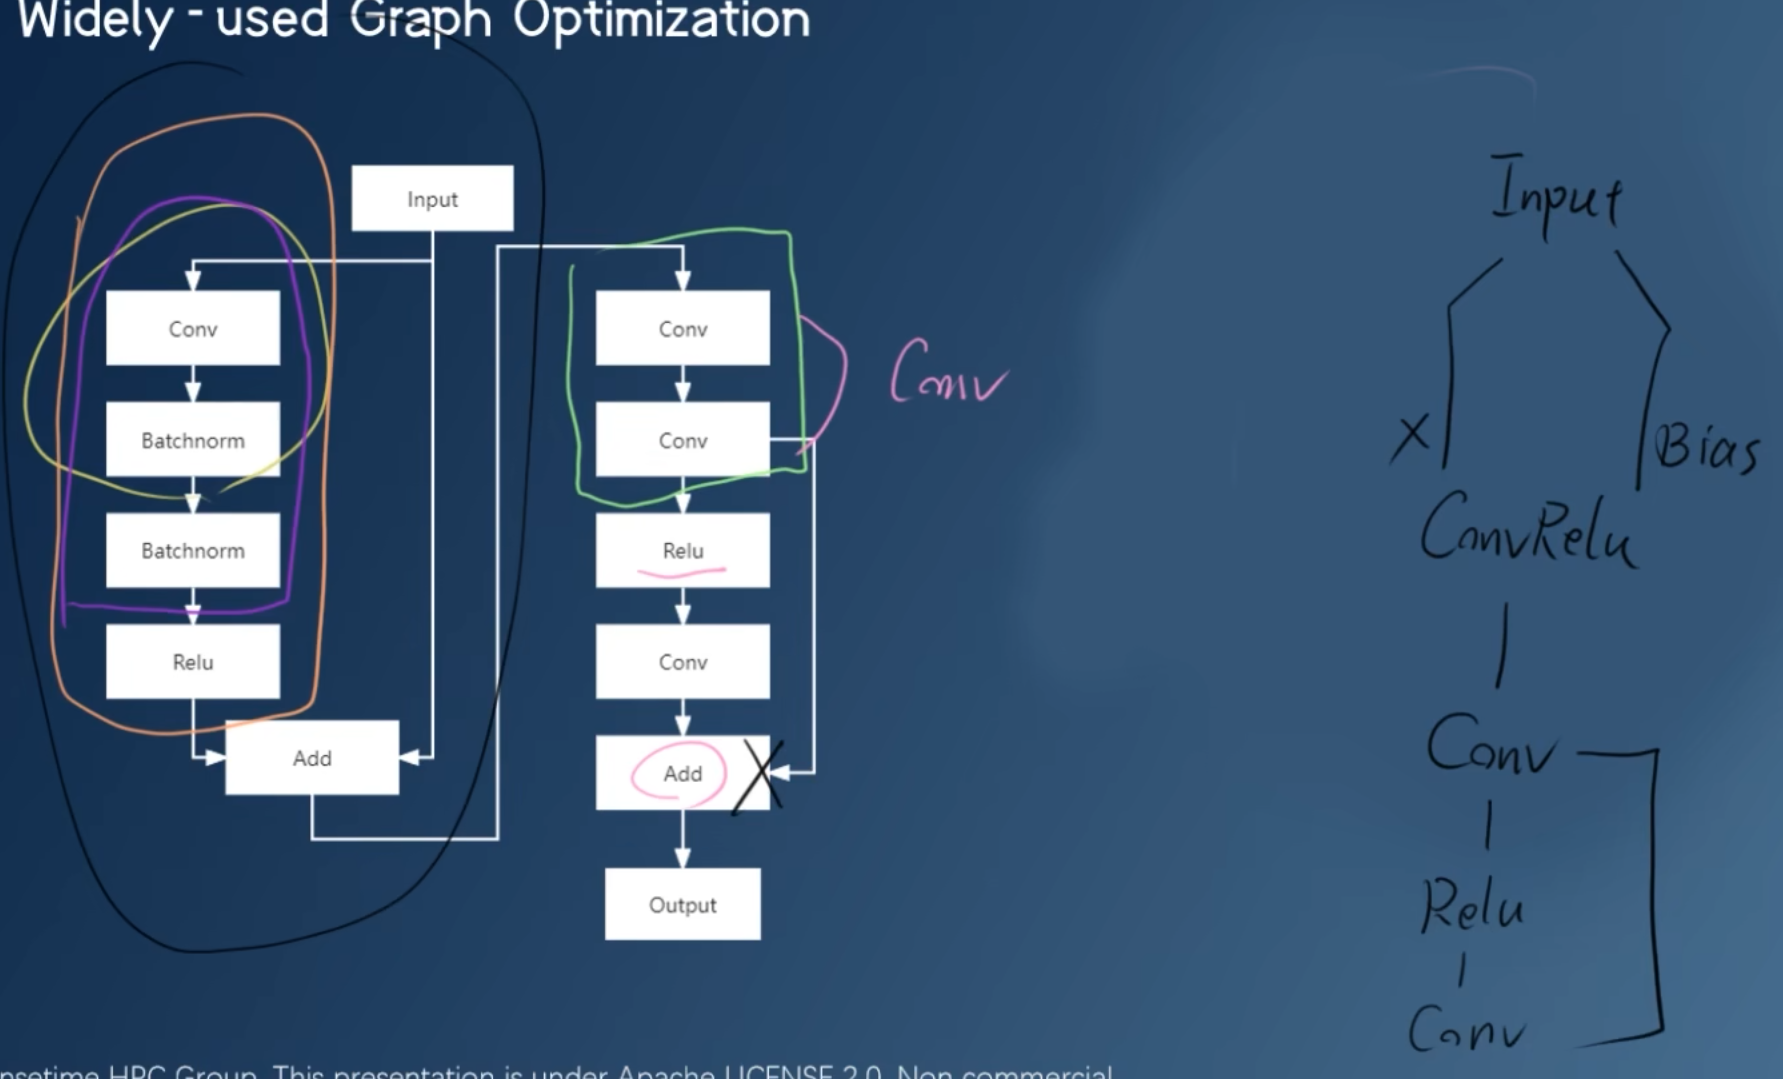 Widely - used Graph Optimization
Input
Conv
Batchnorm
Batchnorm
Relu
Add
Conv
Conv
Relu
Conv
Add
Output
Conv
Input
X
Bias
ConvRelu
Conv
Relu
Conv
nsetime HPC Group. This presentation is under Apache LICENSE 2.0. Non commercial